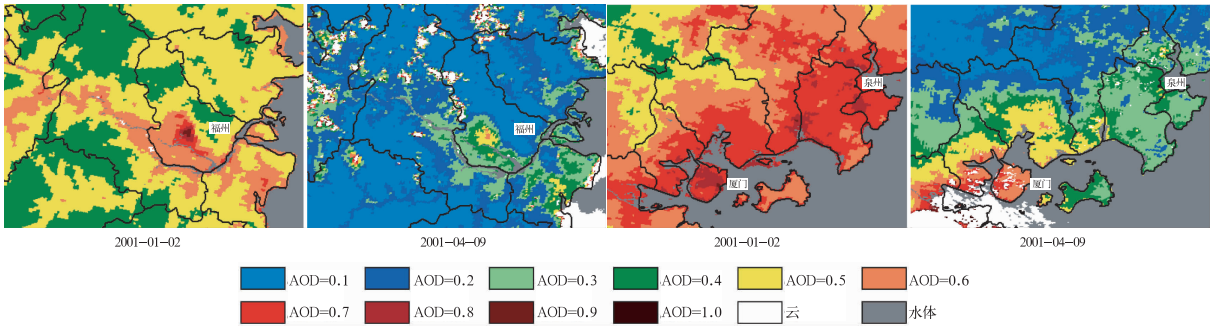 福州
福州
泉州
厦门
泉州
厦门
2001-01-02
2001-04-09
2001-01-02
2001-04-09
AOD=0.1
AOD=0.2
AOD=0.3
AOD=0.4
AOD=0.5
AOD=0.6
AOD=0.7
AOD=0.8
AOD=0.9
AOD=1.0
云
水体